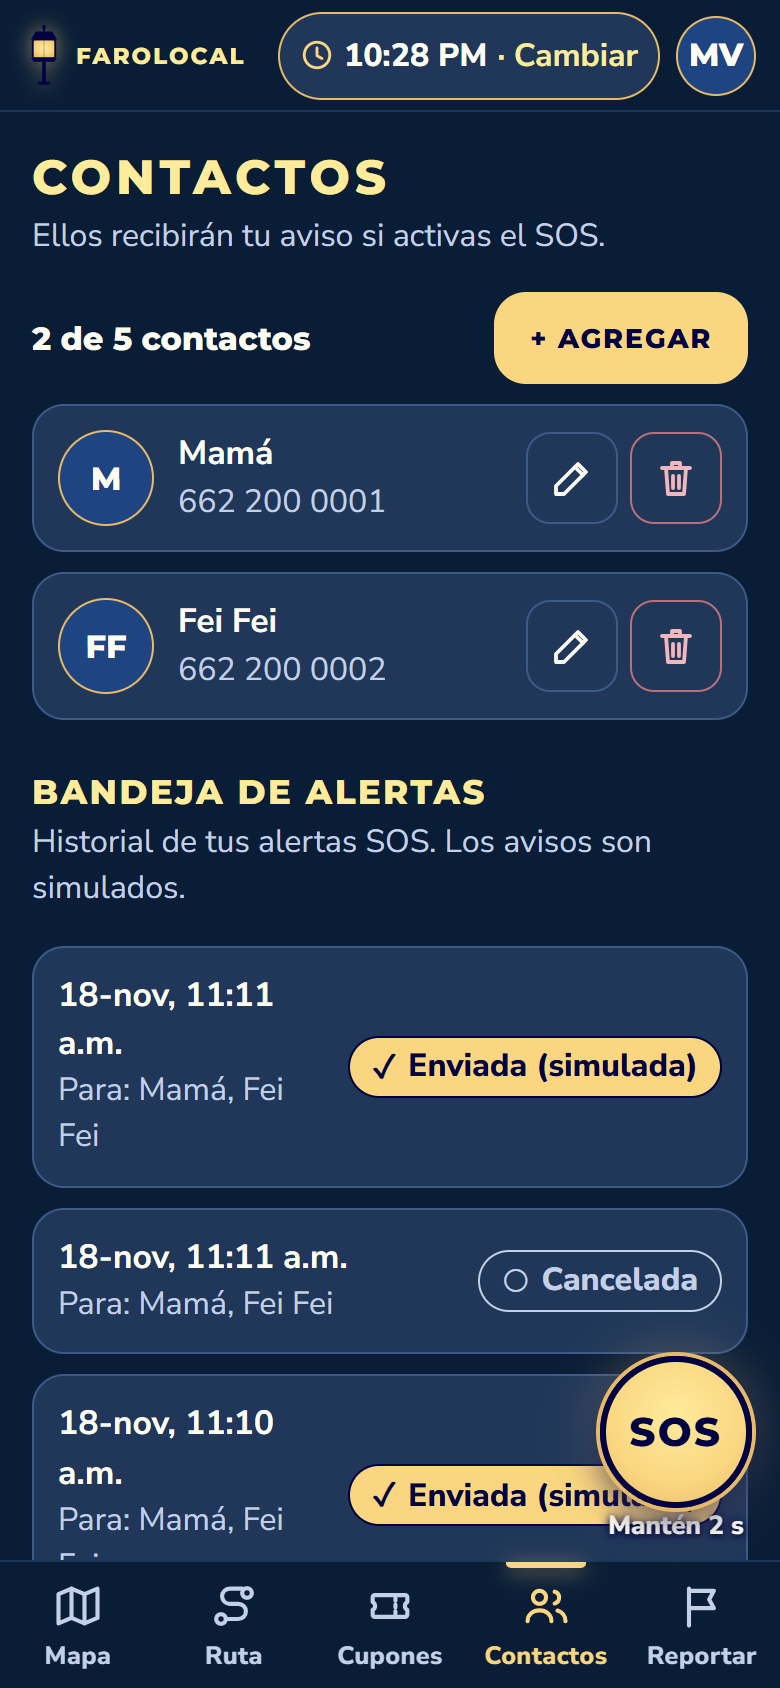 FAROLOCAL
10:28 PM · Cambiar
MV
CONTACTOS
Ellos recibirán tu aviso si activas el SOS.
2 de 5 contactos
+ AGREGAR
M
Mamá
662 200 0001
FF
Fei Fei
662 200 0002
BANDEJA DE ALERTAS
Historial de tus alertas SOS. Los avisos son
simulados.
18-nov, 11:11
a.m.
Para: Mamá, Fei
Fei
✓ Enviada (simulada)
18-nov, 11:11 a.m.
Para: Mamá, Fei Fei
○ Cancelada
18-nov, 11:10
a.m.
Para: Mamá, Fei
Fei
✓ Enviada
SOS
Mantén 2 s
Mapa
Ruta
Cupones
Contactos
Reportar